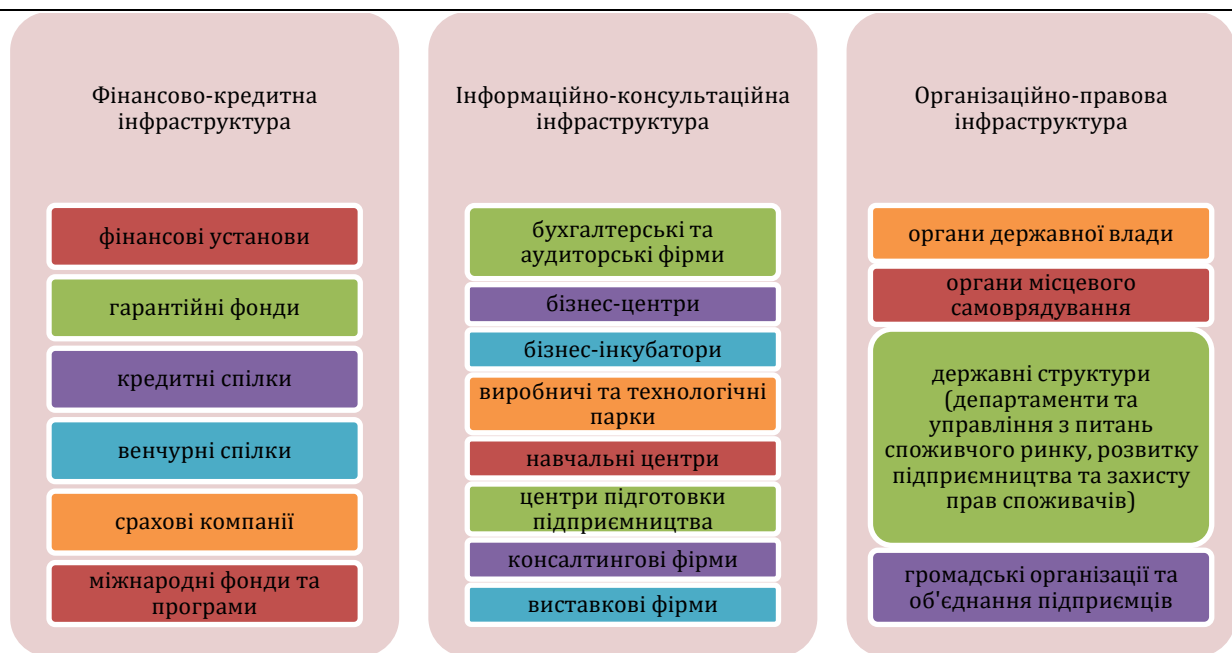 Фінансово-кредитна
інфраструктура
фінансові установи
гарантійні фонди
кредитні спілки
венчурні спілки
срахові компанії
міжнародні фонди та
програми
Інформаційно-консультаційна
інфраструктура
бухгалтерські та
аудиторські фірми
бізнес-центри
бізнес-інкубатори
виробничі та технологічні
парки
навчальні центри
центри підготовки
підприємництва
консалтингові фірми
виставкові фірми
Організаційно-правова
інфраструктура
органи державної влади
органи місцевого
самоврядування
державні структури
(департаменти та
управління з питань
споживчого ринку, розвитку
підприємництва та захисту
прав споживачів)
громадські організації та
об'єднання підприємців